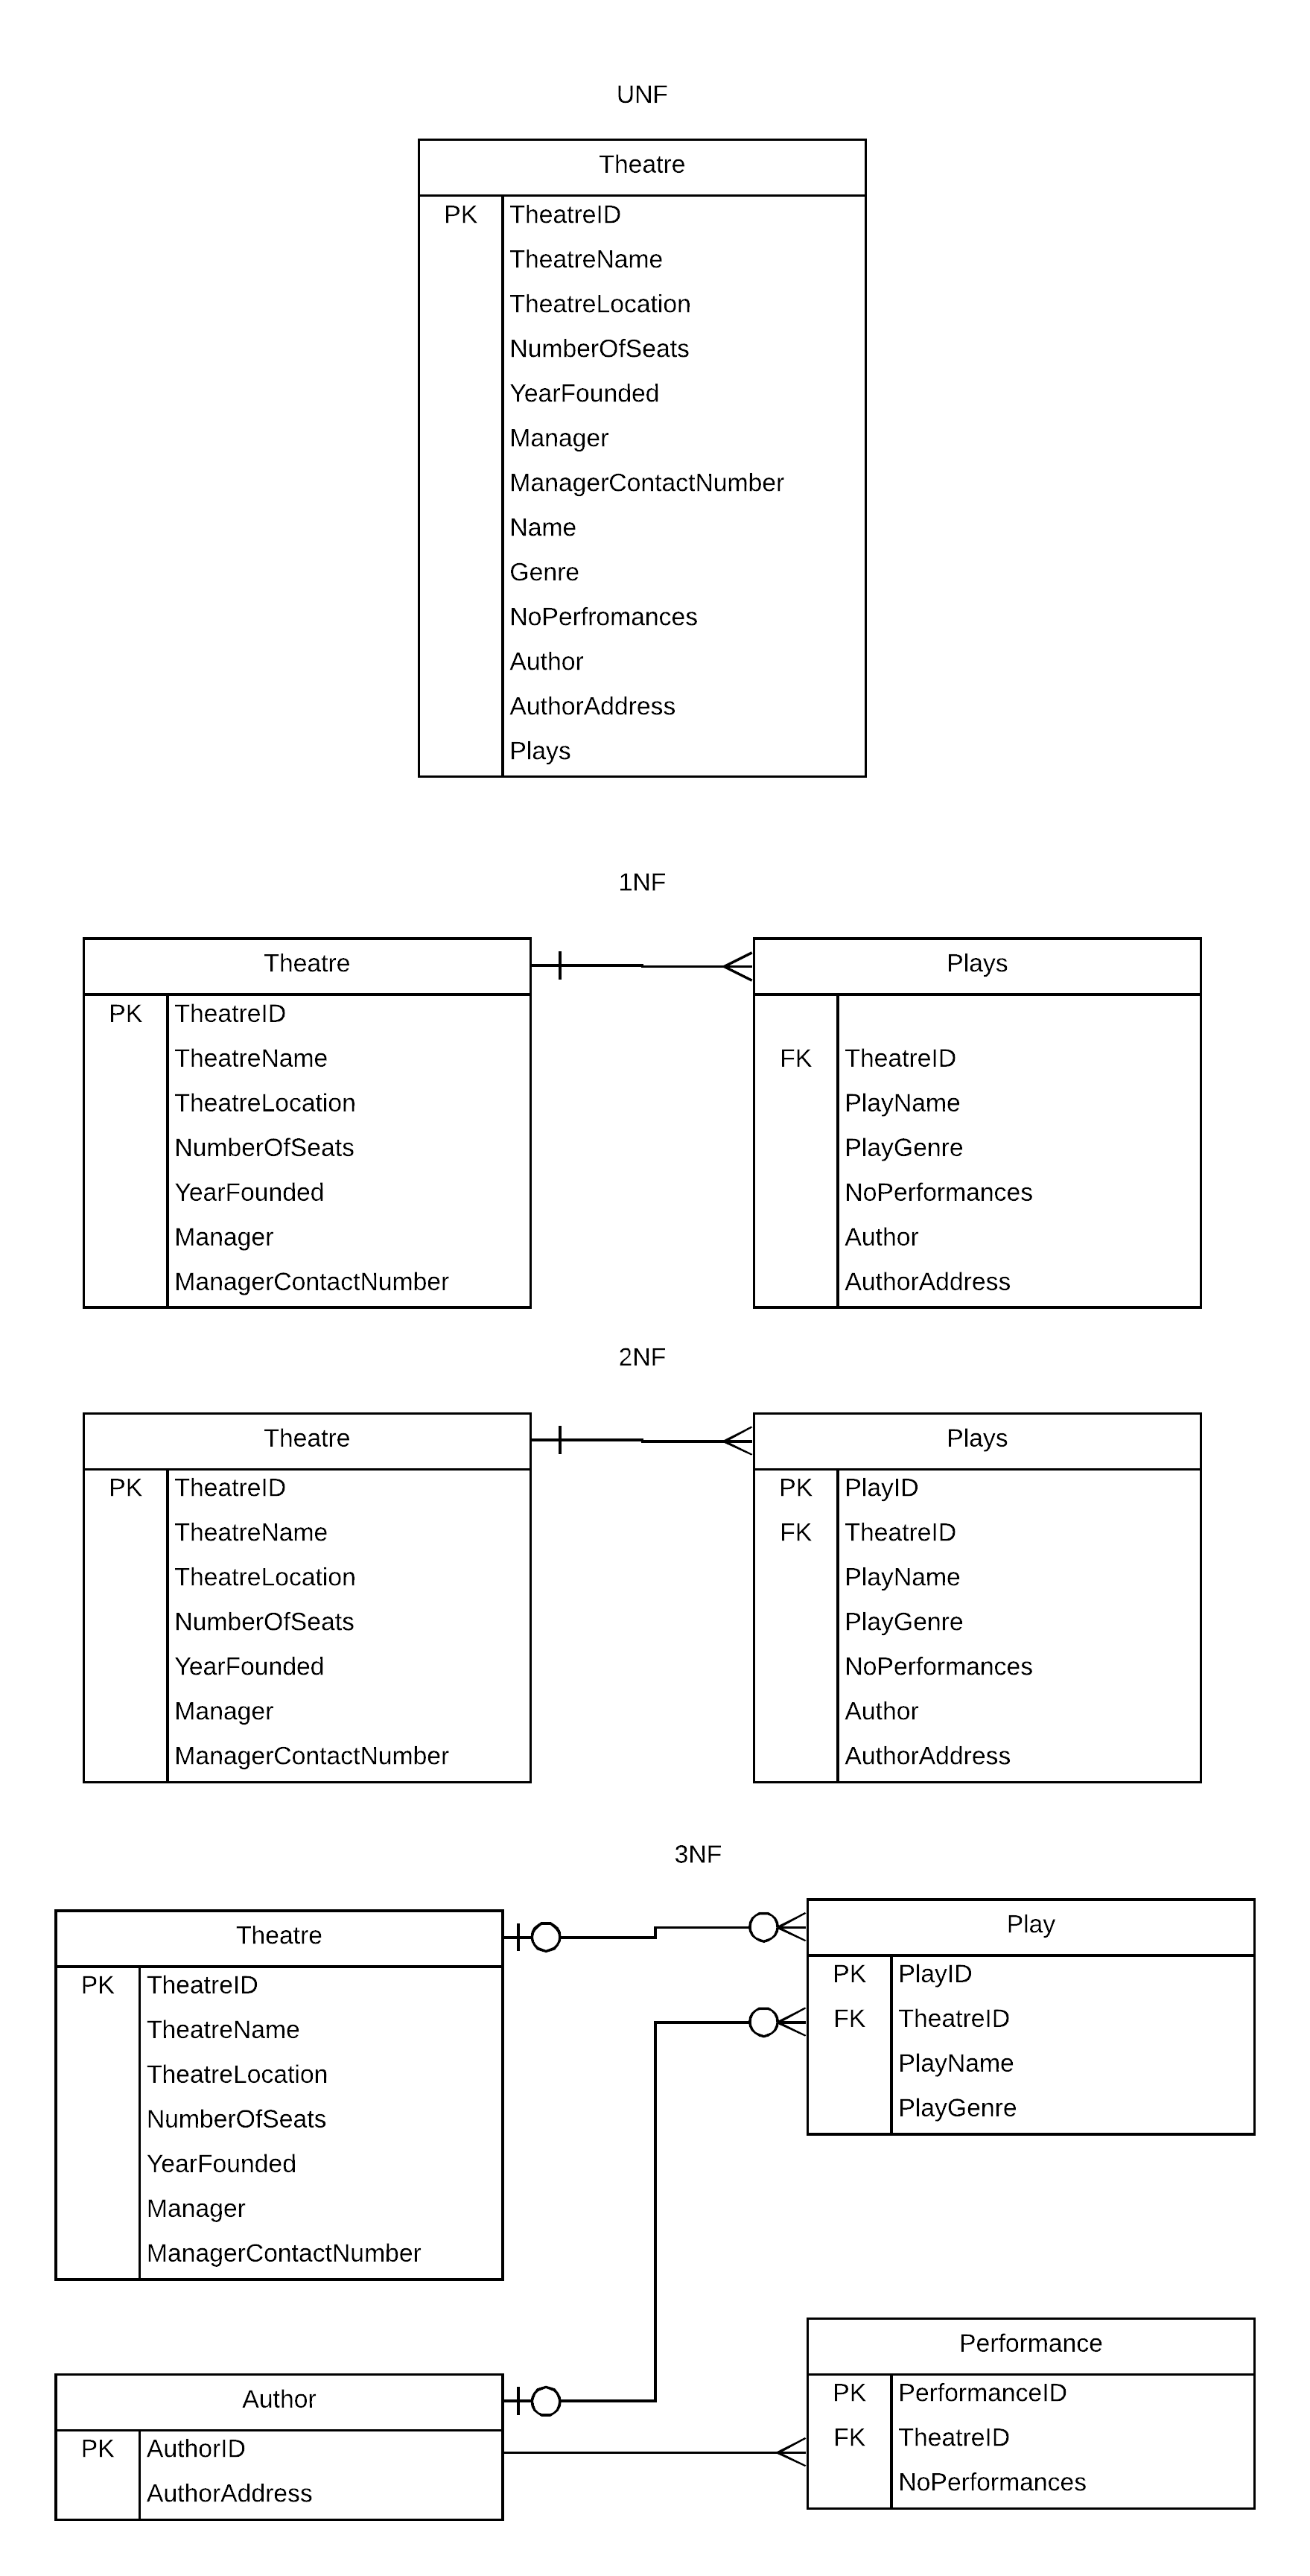 UNF
Theatre
PK TheatreID
TheatreName
TheatreLocation
NumberOfSeats
YearFounded
Manager
ManagerContactNumber
Name
Genre
NoPerfromances
Author
AuthorAddress
Plays
1NF
Theatre
PK TheatreID
TheatreName
TheatreLocation
NumberOfSeats
YearFounded
Manager
ManagerContactNumber
Plays
FK TheatreID
PlayName
PlayGenre
NoPerformances
Author
AuthorAddress
2NF
Theatre
PK TheatreID
TheatreName
TheatreLocation
NumberOfSeats
YearFounded
Manager
ManagerContactNumber
Plays
PK PlayID
FK TheatreID
PlayName
PlayGenre
NoPerformances
Author
AuthorAddress
3NF
Theatre
PK TheatreID
TheatreName
TheatreLocation
NumberOfSeats
YearFounded
Manager
ManagerContactNumber
Play
PK PlayID
FK TheatreID
PlayName
PlayGenre
Author
PK AuthorID
AuthorAddress
Performance
PK PerformanceID
FK TheatreID
NoPerformances